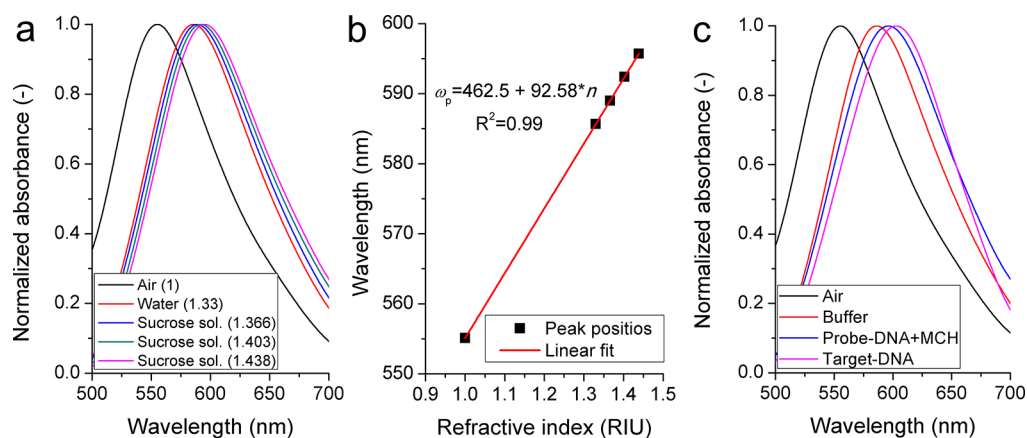 a
Normalized absorbance (-)
1.0
0.8
0.6
0.4
0.2
0.0
Air (1)
Water (1.33)
Sucrose sol. (1.366)
Sucrose sol. (1.403)
Sucrose sol. (1.438)
500
550
600
650
700
Wavelength (nm)
b
Wavelength (nm)
600
590
580
570
560
550
ωp=462.5 + 92.58*n
R²=0.99
Peak positios
Linear fit
0.9
1.0
1.1
1.2
1.3
1.4
1.5
Refractive index (RIU)
c
Normalized absorbance (-)
1.0
0.8
0.6
0.4
0.2
0.0
Air
Buffer
Probe-DNA+MCH
Target-DNA
500
550
600
650
700
Wavelength (nm)